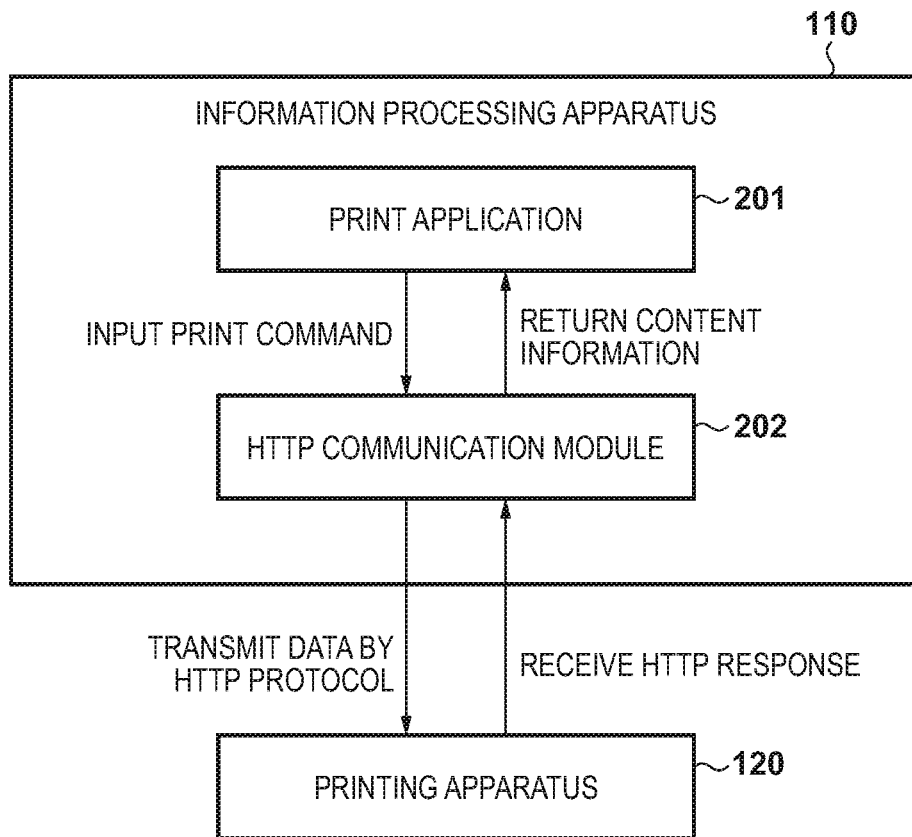 110
INFORMATION PROCESSING APPARATUS
PRINT APPLICATION
201
INPUT PRINT COMMAND
RETURN CONTENT
INFORMATION
HTTP COMMUNICATION MODULE
202
TRANSMIT DATA BY
HTTP PROTOCOL
RECEIVE HTTP RESPONSE
PRINTING APPARATUS
120